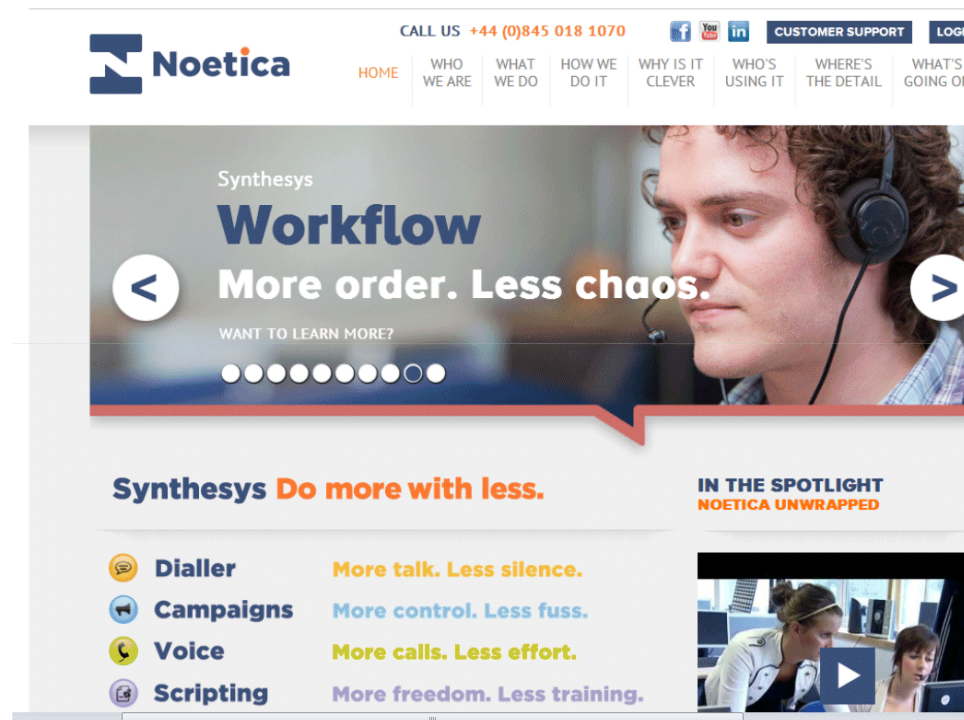 CALL US +44 (0)845 018 1070
CUSTOMER SUPPORT
Noetica
HOME
WHO
WE ARE
WHAT
WE DO
HOW WE
DO IT
WHY IS IT
CLEVER
WHO'S
USING IT
WHERE'S
THE DETAIL
WHAT'S
GOING
Synthesys
Workflow
More order. Less chaos.
WANT TO LEARN MORE?
< >
Synthesys Do more with less.
IN THE SPOTLIGHT
NOETICA UNWRAPPED
Dialler More talk. Less silence.
Campaigns More control. Less fuss.
Voice More calls. Less effort.
Scripting More freedom. Less training.